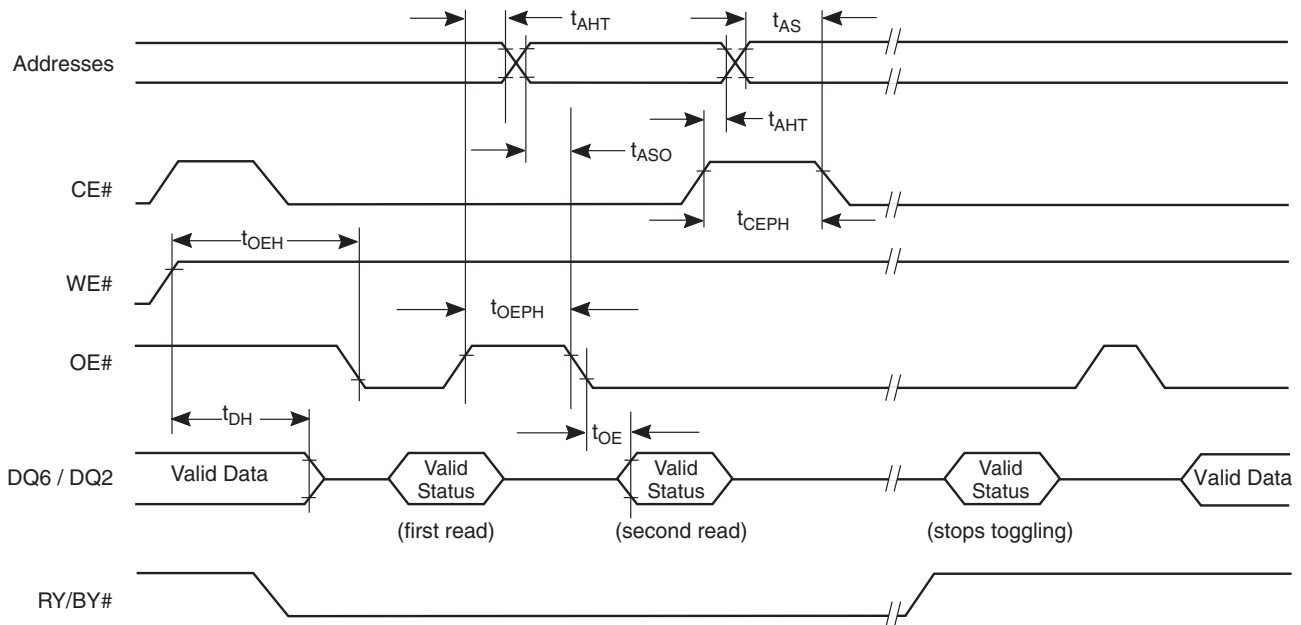 tAHT
tAS
Addresses
tAHT
tASO
CE#
tCEPH
tOEH
WE#
tOEPH
OE#
tDH
tOE
DQ6 / DQ2
Valid Data
Valid Status
Valid Status
Valid Status
Valid Data
(first read)
(second read)
(stops toggling)
RY/BY#